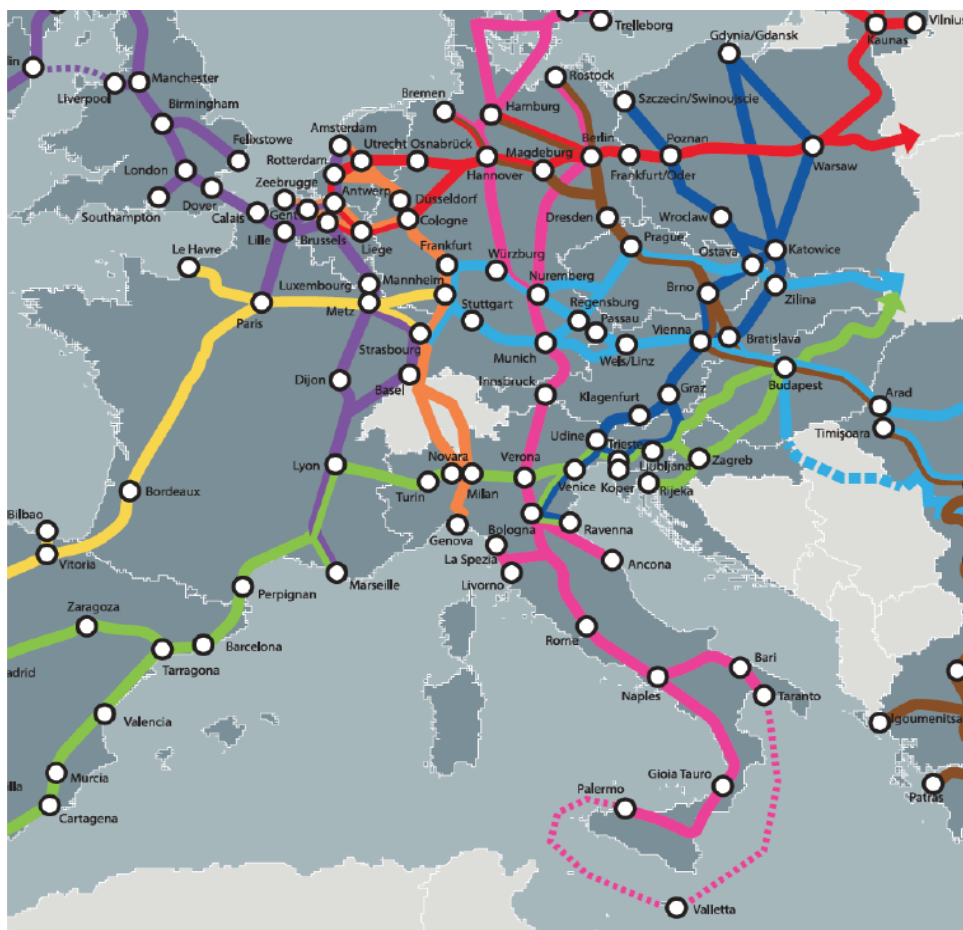 Trelleborg
Vilnius
Kaunas
Gdynia/Gdansk
Manchester
Liverpool
Rostock
Szczecin/Swinoujscie
Bremen
Hamburg
Birmingham
Felixstowe
Amsterdam
Utrecht
Osnabrück
Berlin
Poznan
Warsaw
Rotterdam
Magdeburg
London
Zeebrugge
Hannover
Frankfurt/Oder
Antwerp
Düsseldorf
Southampton
Dover
Calais
Gent
Cologne
Dresden
Wroclaw
Lille
Brussels
Liege
Le Havre
Frankfurt
Prague
Ostava
Katowice
Würzburg
Luxembourg
Mannheim
Nuremberg
Brno
Zilina
Paris
Metz
Stuttgart
Regensburg
Passau
Vienna
Bratislava
Strasbourg
Munich
Wels/Linz
Dijon
Basel
Innsbruck
Budapest
Klagenfurt
Graz
Arad
Udine
Timişoara
Trieste
Lyon
Novara
Verona
Ljubljana
Zagreb
Turin
Milan
Venice
Koper
Rijeka
Bordeaux
Bilbao
Genova
Bologna
Ravenna
Vitoria
La Spezia
Ancona
Marseille
Livorno
Perpignan
Zaragoza
Rome
Barcelona
adrid
Tarragona
Bari
Naples
Taranto
Valencia
Igoumenitsa
Murcia
Gioia Tauro
Palermo
Patras
Cartagena
Valletta